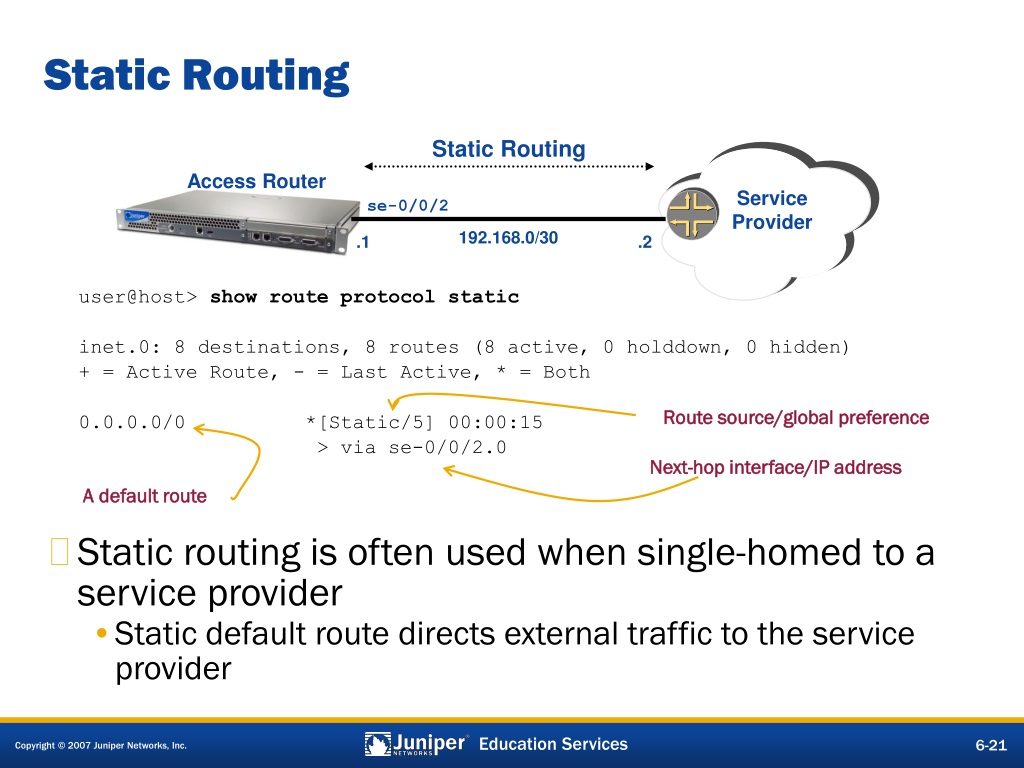 Static Routing
Static Routing
Access Router
se-0/0/2
Service
Provider
.1
192.168.0/30
.2
user@host> show route protocol static
inet.0: 8 destinations, 8 routes (8 active, 0 holddown, 0 hidden)
+ = Active Route, - = Last Active, * = Both
0.0.0.0/0 *[Static/5] 00:00:15
> via se-0/0/2.0
Route source/global preference
Next-hop interface/IP address
A default route
Static routing is often used when single-homed to a
service provider
• Static default route directs external traffic to the service
provider
Copyright © 2007 Juniper Networks, Inc.
Juniper
NETWORKS
Education Services
6-21